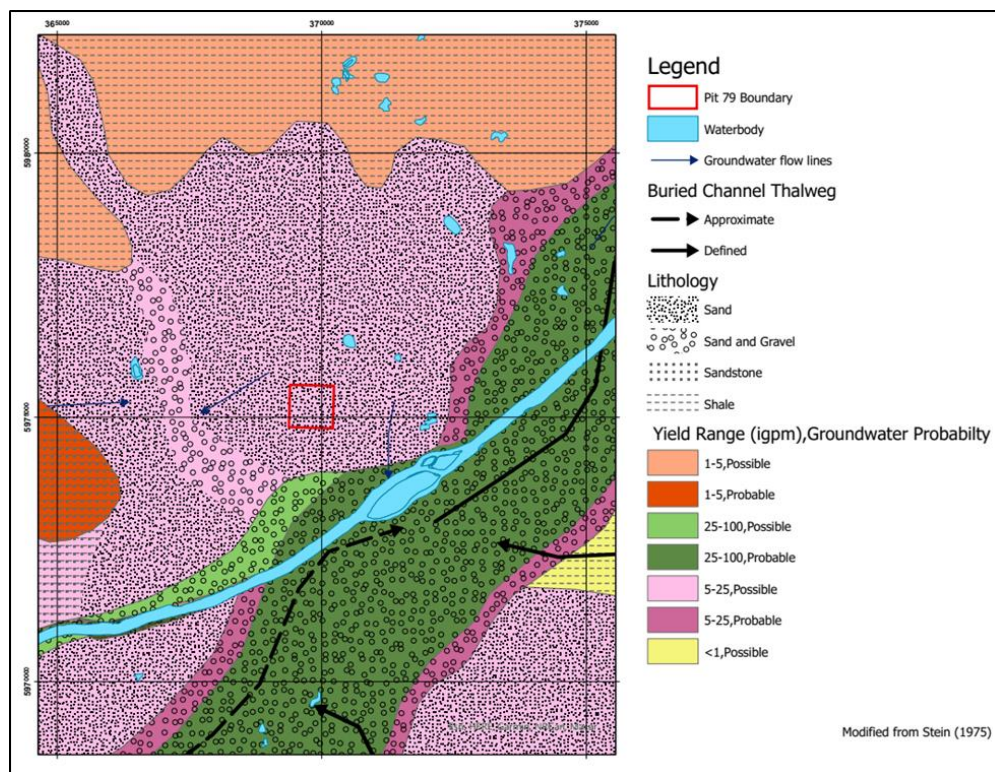 365000 370000 375000
5980000
5975000
5970000
Legend
Pit 79 Boundary
Waterbody
Groundwater flow lines
Buried Channel Thalweg
Approximate
Defined
Lithology
Sand
Sand and Gravel
Sandstone
Shale
Yield Range (igpm),Groundwater Probabilty
1-5,Possible
1-5,Probable
25-100,Possible
25-100,Probable
5-25,Possible
5-25,Probable
<1,Possible
Modified from Stein (1975)